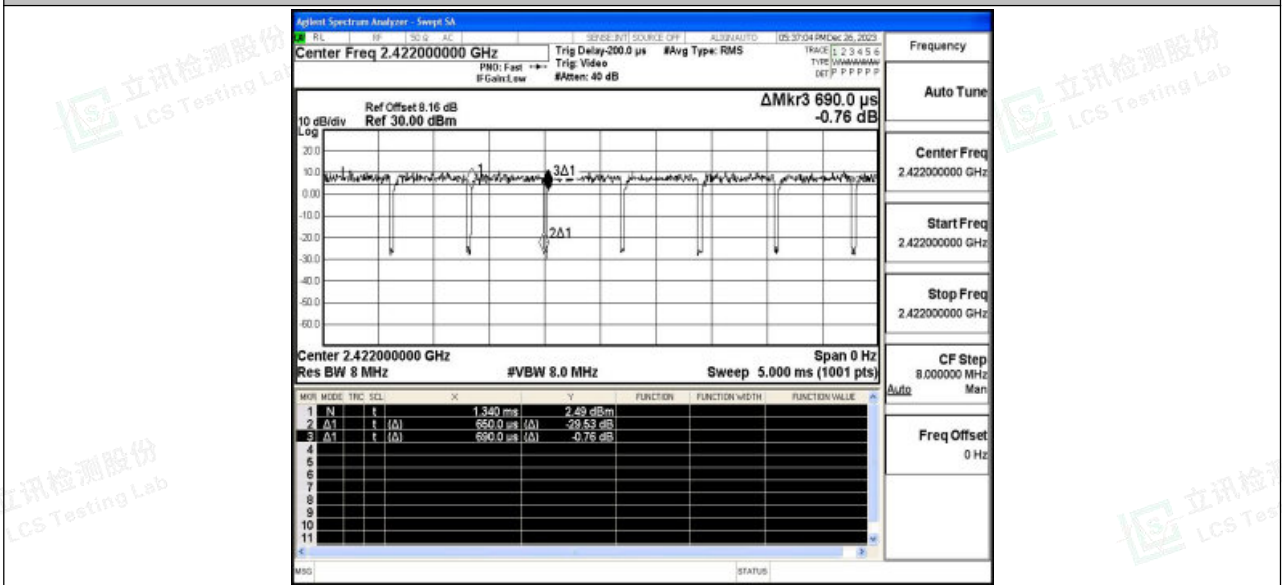 Agilent Spectrum Analyzer - Swept SA
RL RF 50 Ω AC SENSE:INT SOURCE OFF ALIGNAUTO 05:37:04 PM Dec 26, 2023
Center Freq 2.422000000 GHz
PNO: Fast
IFGain:Low
Trig Delay-200.0 µs
Trig: Video
#Atten: 40 dB
#Avg Type: RMS
TRACE 1 2 3 4 5 6
TYPE WWWWWW
DET P P P P P P
ΔMkr3 690.0 µs
-0.76 dB
Ref Offset 8.16 dB
10 dB/div Ref 30.00 dBm
Log
20.0
10.0
0.00
-10.0
-20.0
-30.0
-40.0
-50.0
-60.0
1
3Δ1
2Δ1
Center 2.422000000 GHz Span 0 Hz
Res BW 8 MHz #VBW 8.0 MHz Sweep 5.000 ms (1001 pts)
MKR MODE TRC SCL X Y FUNCTION FUNCTION WIDTH FUNCTION VALUE
1 N t 1.340 ms 2.49 dBm
2 Δ1 t (Δ) 650.0 µs (Δ) -29.53 dB
3 Δ1 t (Δ) 690.0 µs (Δ) -0.76 dB
4
5
6
7
8
9
10
11
MSG STATUS
Frequency
Auto Tune
Center Freq
2.422000000 GHz
Start Freq
2.422000000 GHz
Stop Freq
2.422000000 GHz
CF Step
8.000000 MHz
Auto Man
Freq Offset
0 Hz
立讯检测股份
LCS Testing Lab
立讯检测股份
LCS Testing Lab
立讯检测股份
LCS Testing Lab
立讯检
LCS Tes